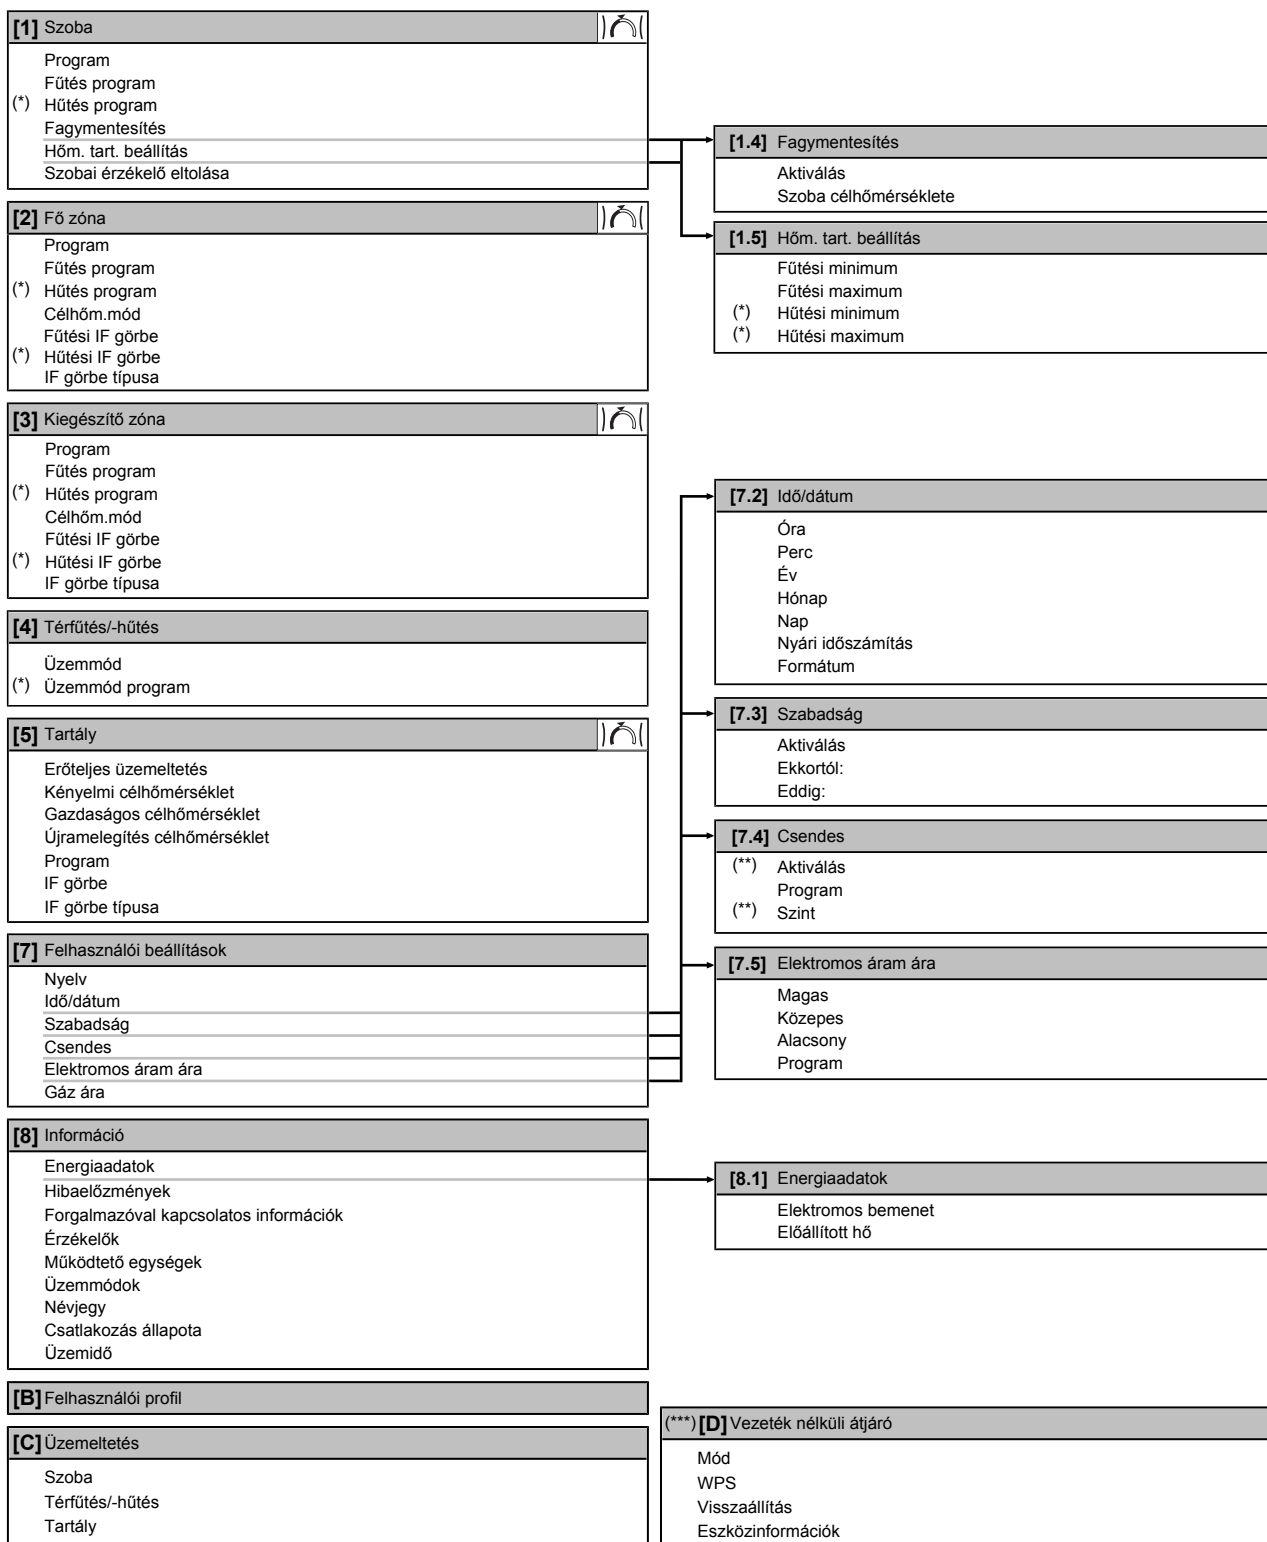 [1] Szoba
Program
Fűtés program
(*) Hűtés program
Fagymentesítés
Hőm. tart. beállítás
Szobai érzékelő eltolása
[1.4] Fagymentesítés
Aktiválás
Szoba célhőmérséklete
[1.5] Hőm. tart. beállítás
Fűtési minimum
Fűtési maximum
(*) Hűtési minimum
(*) Hűtési maximum
[2] Fő zóna
Program
Fűtés program
(*) Hűtés program
Célhőm.mód
Fűtési IF görbe
(*) Hűtési IF görbe
IF görbe típusa
[3] Kiegészítő zóna
Program
Fűtés program
(*) Hűtés program
Célhőm.mód
Fűtési IF görbe
(*) Hűtési IF görbe
IF görbe típusa
[4] Térfűtés/-hűtés
Üzemmód
(*) Üzemmód program
[5] Tartály
Erőteljes üzemeltetés
Kényelmi célhőmérséklet
Gazdaságos célhőmérséklet
Újramelegítés célhőmérséklet
Program
IF görbe
IF görbe típusa
[7] Felhasználói beállítások
Nyelv
Idő/dátum
Szabadság
Csendes
Elektromos áram ára
Gáz ára
[7.2] Idő/dátum
Óra
Perc
Év
Hónap
Nap
Nyári időszámítás
Formátum
[7.3] Szabadság
Aktiválás
Ekkortól:
Eddig:
[7.4] Csendes
(**) Aktiválás
Program
(**) Szint
[7.5] Elektromos áram ára
Magas
Közepes
Alacsony
Program
[8] Információ
Energiaadatok
Hibaelőzmények
Forgalmazóval kapcsolatos információk
Érzékelők
Működtető egységek
Üzemmódok
Névjegy
Csatlakozás állapota
Üzemidő
[8.1] Energiaadatok
Elektromos bemenet
Előállított hő
[B] Felhasználói profil
[C] Üzemeltetés
Szoba
Térfűtés/-hűtés
Tartály
(***) [D] Vezeték nélküli átjáró
Mód
WPS
Visszaállítás
Eszközinformációk